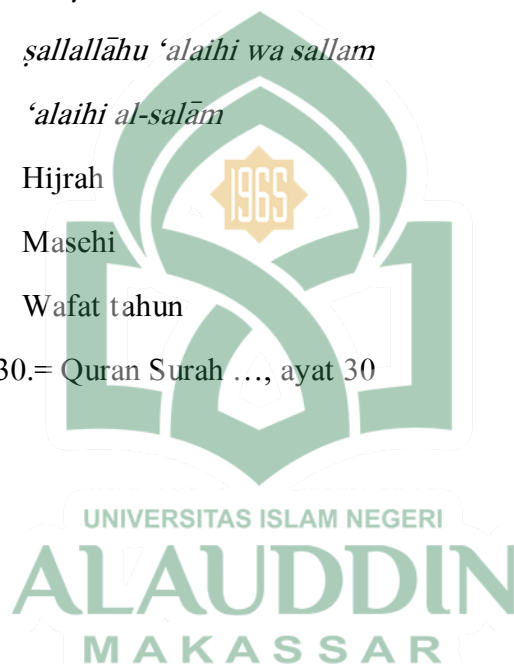 ṣallallāhu ‘alaihi wa sallam
‘alaihi al-salām
Hijrah
1965
Masehi
Wafat tahun
30.= Quran Surah …, ayat 30
UNIVERSITAS ISLAM NEGERI
ALAUDDIN
MAKASSAR